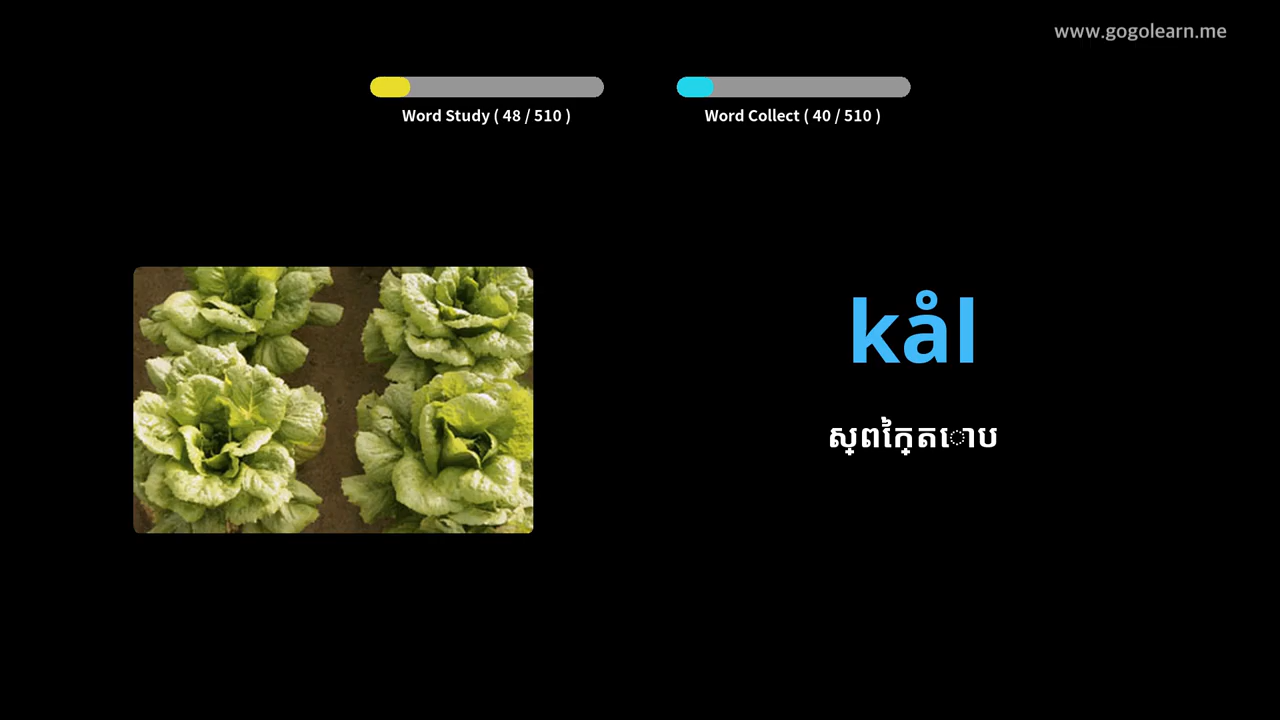 www.gogolearn.me
Word Study ( 48 / 510 )
Word Collect ( 40 / 510 )
kål
ស្ពៃក្តោប